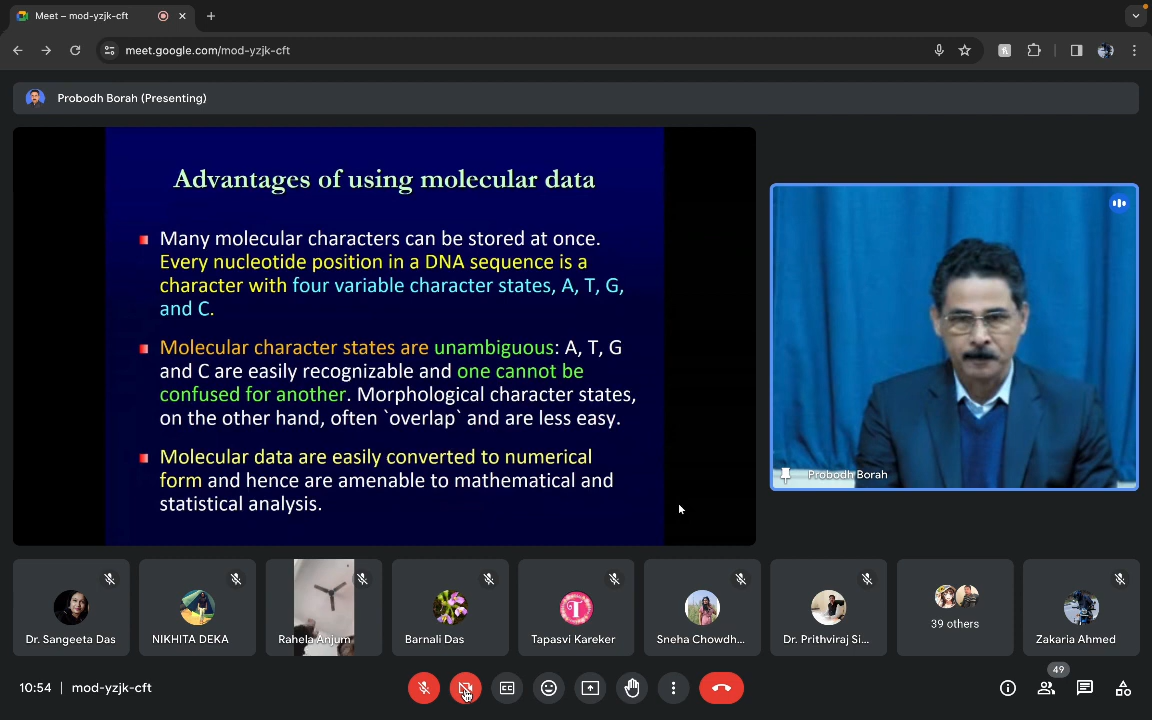 Meet – mod-yzjk-cft
meet.google.com/mod-yzjk-cft
Probodh Borah (Presenting)
Advantages of using molecular data
Many molecular characters can be stored at once.
Every nucleotide position in a DNA sequence is a
character with four variable character states, A, T, G,
and C.
Molecular character states are unambiguous: A, T, G
and C are easily recognizable and one cannot be
confused for another. Morphological character states,
on the other hand, often `overlap` and are less easy.
Molecular data are easily converted to numerical
form and hence are amenable to mathematical and
statistical analysis.
Probodh Borah
Dr. Sangeeta Das
NIKHITA DEKA
Rahela Anjum
Barnali Das
T
Tapasvi Kareker
Sneha Chowdh...
Dr. Prithviraj Si...
39 others
Zakaria Ahmed
10:54 | mod-yzjk-cft
49